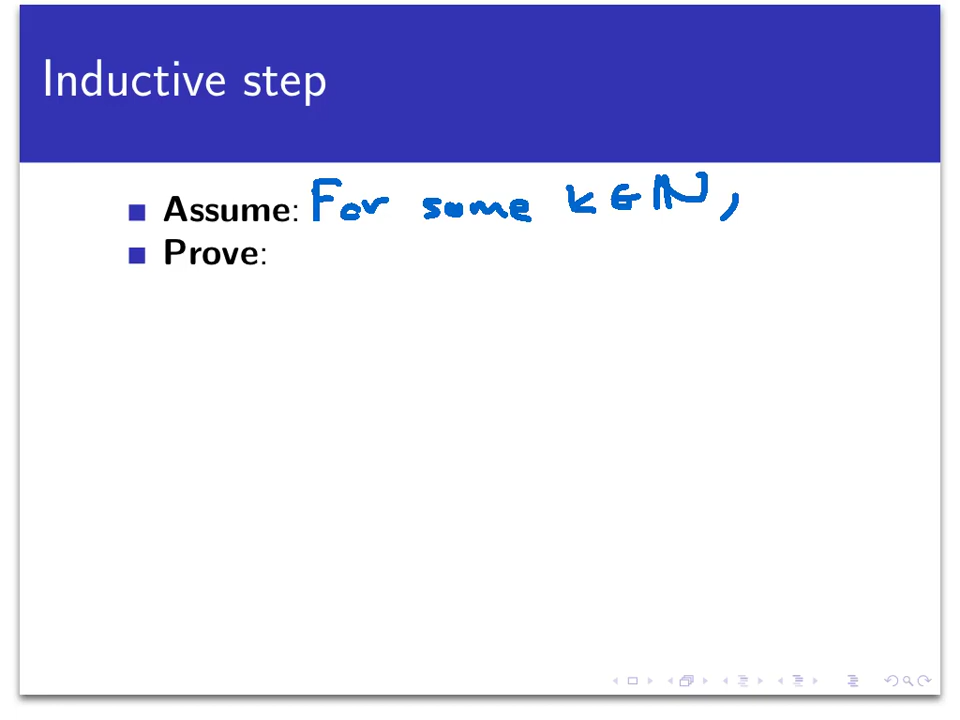 Inductive step
Assume: For some k ∈ ℕ,
Prove: